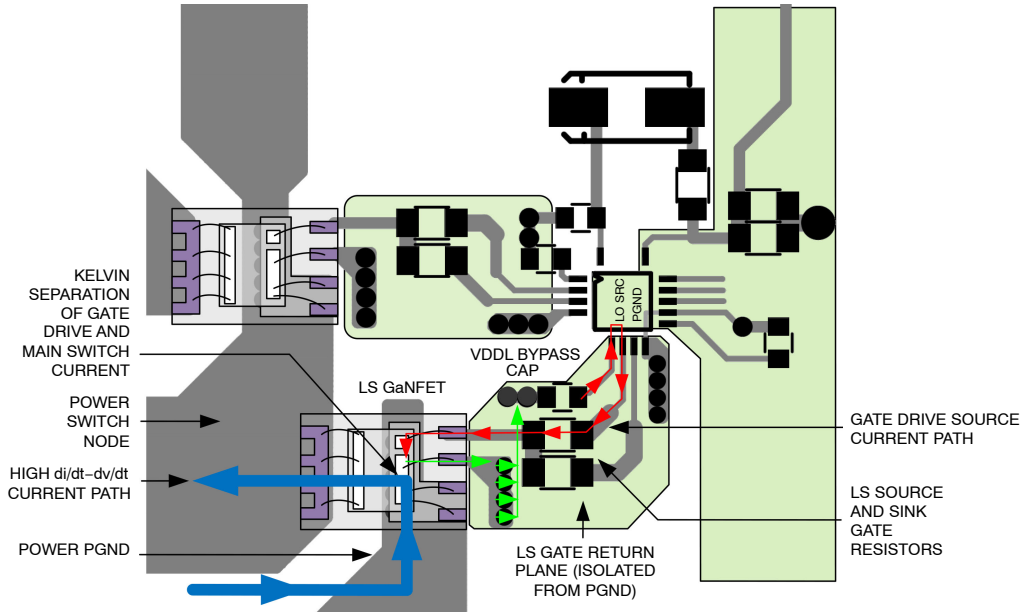 LO SRC
PGND
KELVIN
SEPARATION
OF GATE
DRIVE AND
MAIN SWITCH
CURRENT
VDDL BYPASS
CAP
LS GaNFET
POWER
SWITCH
NODE
GATE DRIVE SOURCE
CURRENT PATH
HIGH di/dt–dv/dt
CURRENT PATH
LS SOURCE
AND SINK
GATE
RESISTORS
POWER PGND
LS GATE RETURN
PLANE (ISOLATED
FROM PGND)